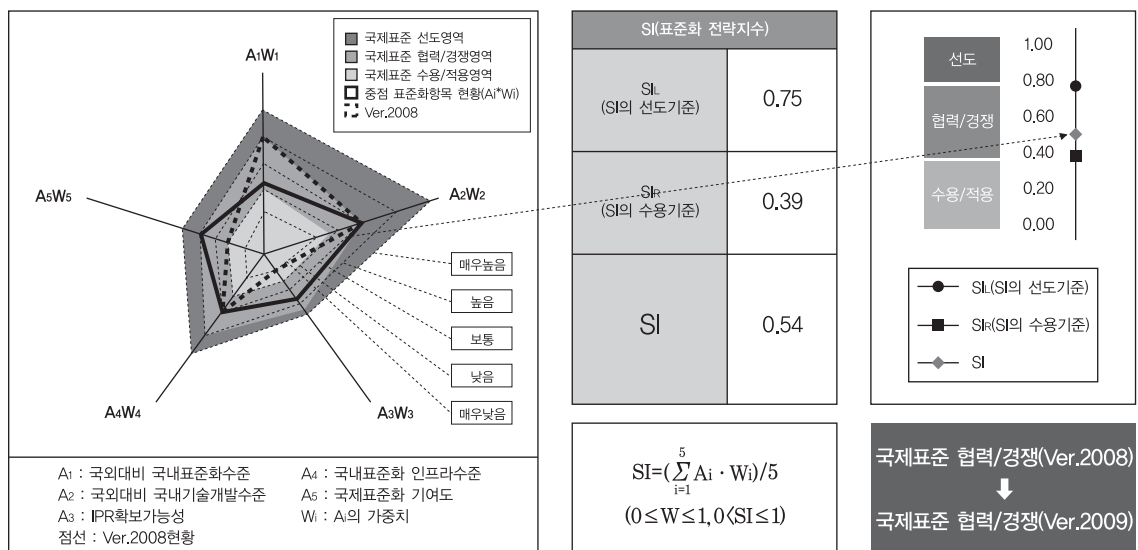 국제표준 선도영역
국제표준 협력/경쟁영역
국제표준 수용/적용영역
중점 표준화항목 현황(Ai*Wi)
Ver.2008
A1W1
A2W2
A3W3
A4W4
A5W5
매우높음
높음
보통
낮음
매우낮음
A1 : 국외대비 국내표준화수준
A2 : 국외대비 국내기술개발수준
A3 : IPR확보가능성
점선 : Ver.2008현황
A4 : 국내표준화 인프라수준
A5 : 국제표준화 기여도
Wi : Ai의 가중치
SI(표준화 전략지수)
SIL
(SI의 선도기준)
0.75
SIR
(SI의 수용기준)
0.39
SI
0.54
SI=(∑Ai · Wi)/5
5
i=1
(0≤W≤1, 0<SI≤1)
선도
협력/경쟁
수용/적용
1.00
0.80
0.60
0.40
0.20
0.00
SIL(SI의 선도기준)
SIR(SI의 수용기준)
SI
국제표준 협력/경쟁(Ver.2008)
국제표준 협력/경쟁(Ver.2009)